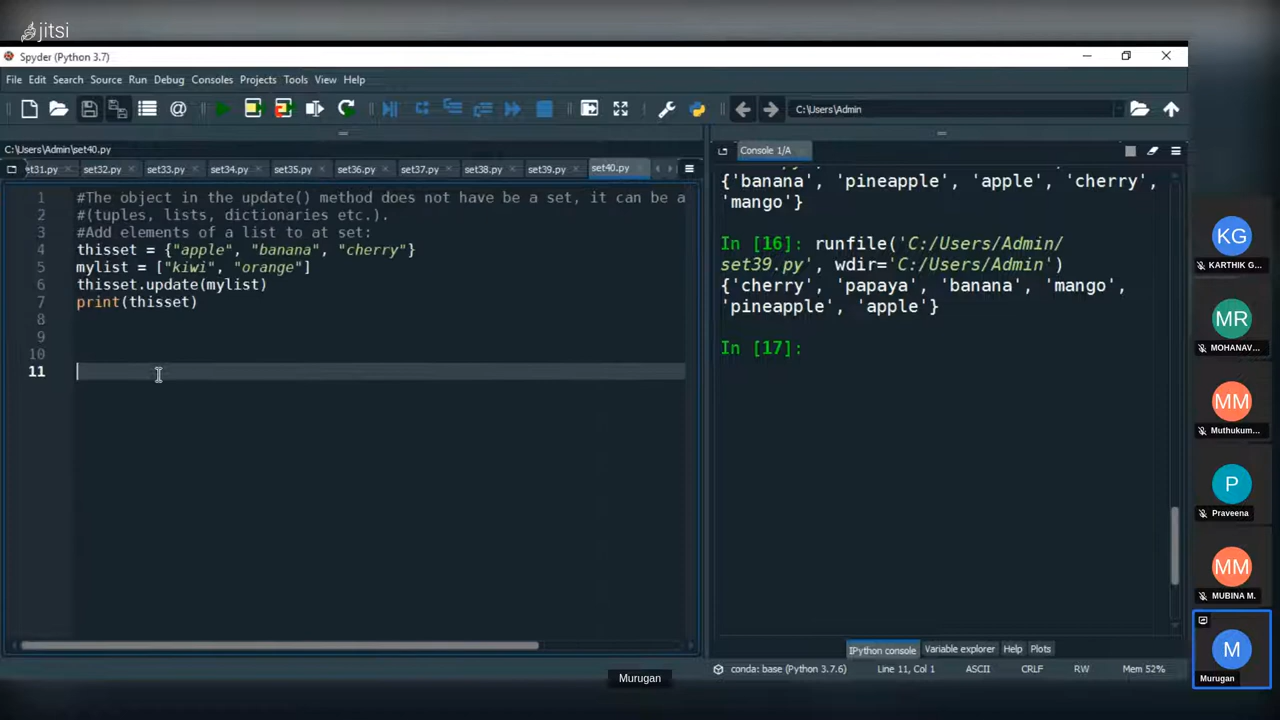 jitsi
Spyder (Python 3.7)
File Edit Search Source Run Debug Consoles Projects Tools View Help
C:\Users\Admin
C:\Users\Admin\set40.py
et31.py set32.py set33.py set34.py set35.py set36.py set37.py set38.py set39.py set40.py
1 #The object in the update() method does not have be a set, it can be a
2 #(tuples, lists, dictionaries etc.).
3 #Add elements of a list to at set:
4 thisset = {"apple", "banana", "cherry"}
5 mylist = ["kiwi", "orange"]
6 thisset.update(mylist)
7 print(thisset)
8
9
10
11
Console 1/A
{'banana', 'pineapple', 'apple', 'cherry',
'mango'}
In [16]: runfile('C:/Users/Admin/
set39.py', wdir='C:/Users/Admin')
{'cherry', 'papaya', 'banana', 'mango',
'pineapple', 'apple'}
In [17]:
IPython console Variable explorer Help Plots
conda: base (Python 3.7.6) Line 11, Col 1 ASCII CRLF RW Mem 52%
Murugan
KG
KARTHIK G...
MR
MOHANAV...
MM
Muthukum...
P
Praveena
MM
MUBINA M.
M
Murugan